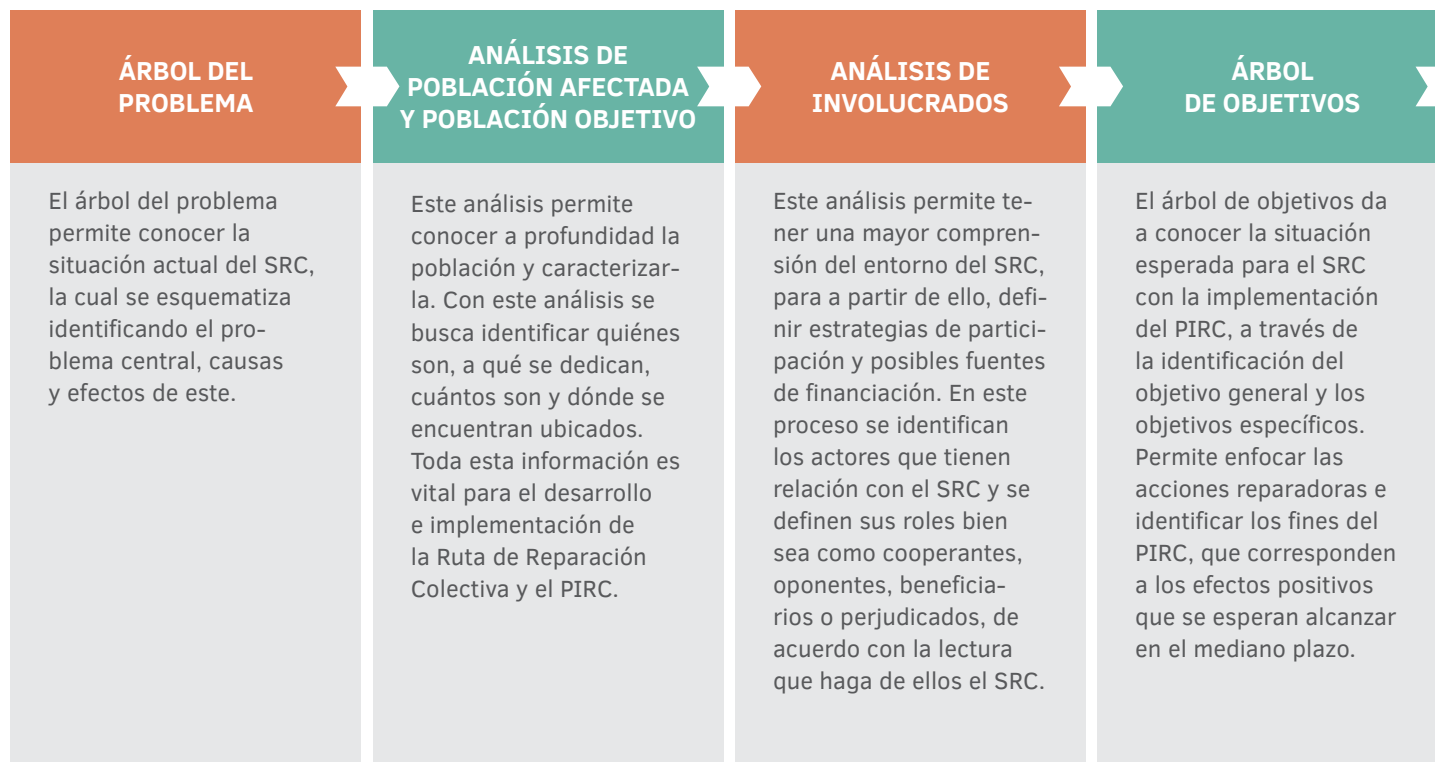 ÁRBOL DEL
PROBLEMA
El árbol del problema
permite conocer la
situación actual del SRC,
la cual se esquematiza
identificando el pro-
blema central, causas
y efectos de este.
ANÁLISIS DE
POBLACIÓN AFECTADA
Y POBLACIÓN OBJETIVO
Este análisis permite
conocer a profundidad la
población y caracterizar-
la. Con este análisis se
busca identificar quiénes
son, a qué se dedican,
cuántos son y dónde se
encuentran ubicados.
Toda esta información es
vital para el desarrollo
e implementación de
la Ruta de Reparación
Colectiva y el PIRC.
ANÁLISIS DE
INVOLUCRADOS
Este análisis permite te-
ner una mayor compren-
sión del entorno del SRC,
para a partir de ello, defi-
nir estrategias de partici-
pación y posibles fuentes
de financiación. En este
proceso se identifican
los actores que tienen
relación con el SRC y se
definen sus roles bien
sea como cooperantes,
oponentes, beneficia-
rios o perjudicados, de
acuerdo con la lectura
que haga de ellos el SRC.
ÁRBOL
DE OBJETIVOS
El árbol de objetivos da
a conocer la situación
esperada para el SRC
con la implementación
del PIRC, a través de
la identificación del
objetivo general y los
objetivos específicos.
Permite enfocar las
acciones reparadoras e
identificar los fines del
PIRC, que corresponden
a los efectos positivos
que se esperan alcanzar
en el mediano plazo.